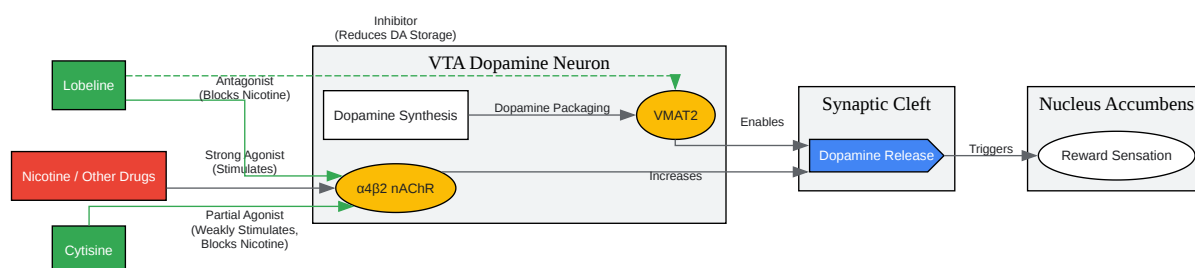 Inhibitor
(Reduces DA Storage)
VTA Dopamine Neuron
Lobeline
Antagonist
(Blocks Nicotine)
Dopamine Synthesis
Dopamine Packaging
VMAT2
Enables
Synaptic Cleft
Dopamine Release
Triggers
Nucleus Accumbens
Reward Sensation
Strong Agonist
(Stimulates)
Nicotine / Other Drugs
α4β2 nAChR
Increases
Partial Agonist
(Weakly Stimulates,
Blocks Nicotine)
Cytisine